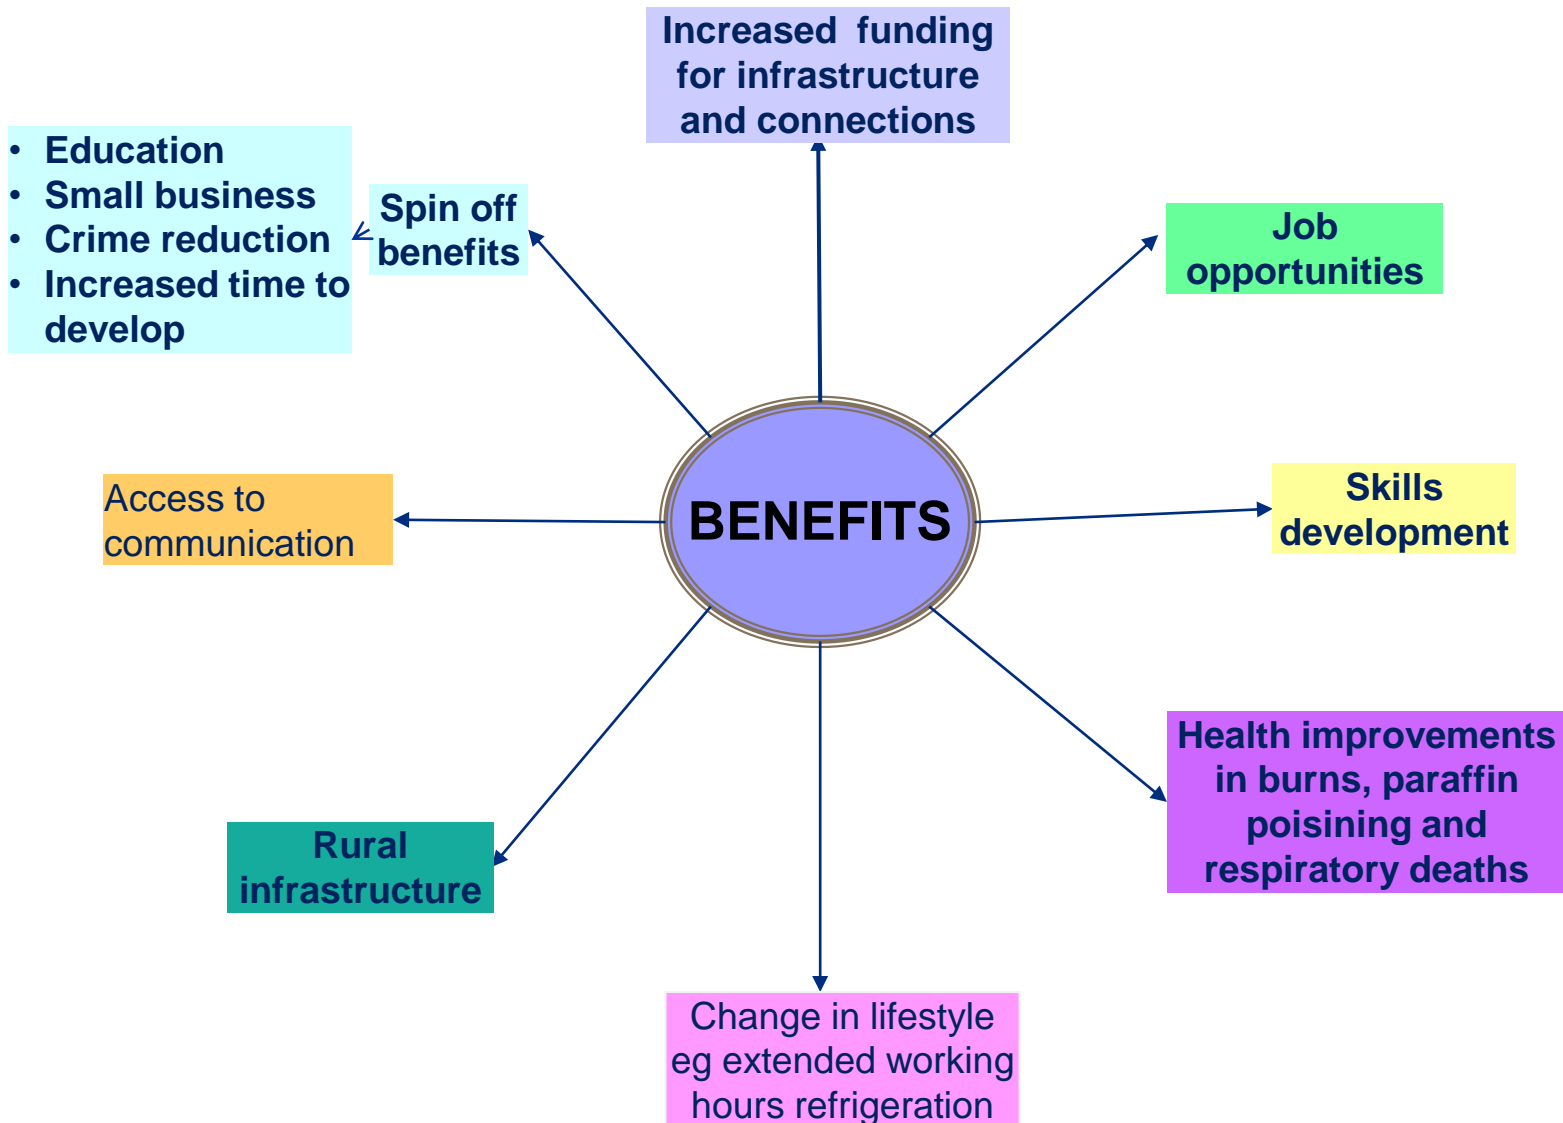 Increased funding
for infrastructure
and connections
• Education
• Small business
• Crime reduction
• Increased time to
develop
Spin off
benefits
Job
opportunities
Access to
communication
BENEFITS
Skills
development
Rural
infrastructure
Health improvements
in burns, paraffin
poisining and
respiratory deaths
Change in lifestyle
eg extended working
hours refrigeration